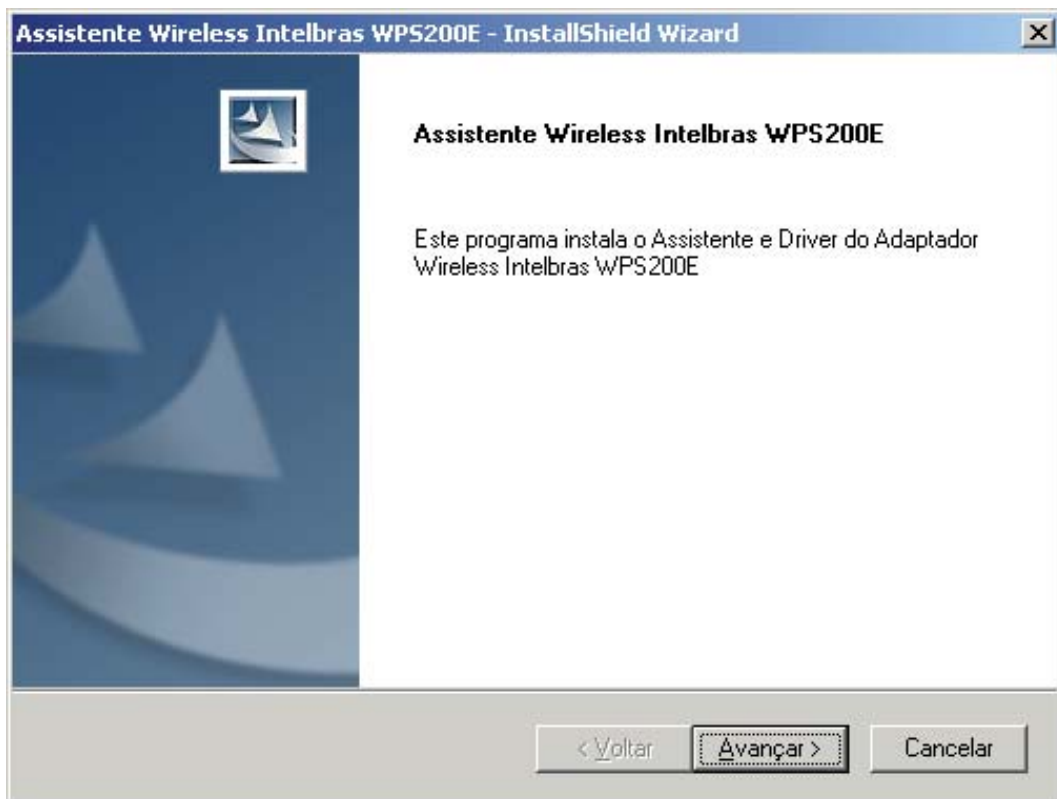 Assistente Wireless Intelbras WPS200E - InstallShield Wizard
Assistente Wireless Intelbras WPS200E
Este programa instala o Assistente e Driver do Adaptador
Wireless Intelbras WPS200E
< Voltar
Avançar >
Cancelar